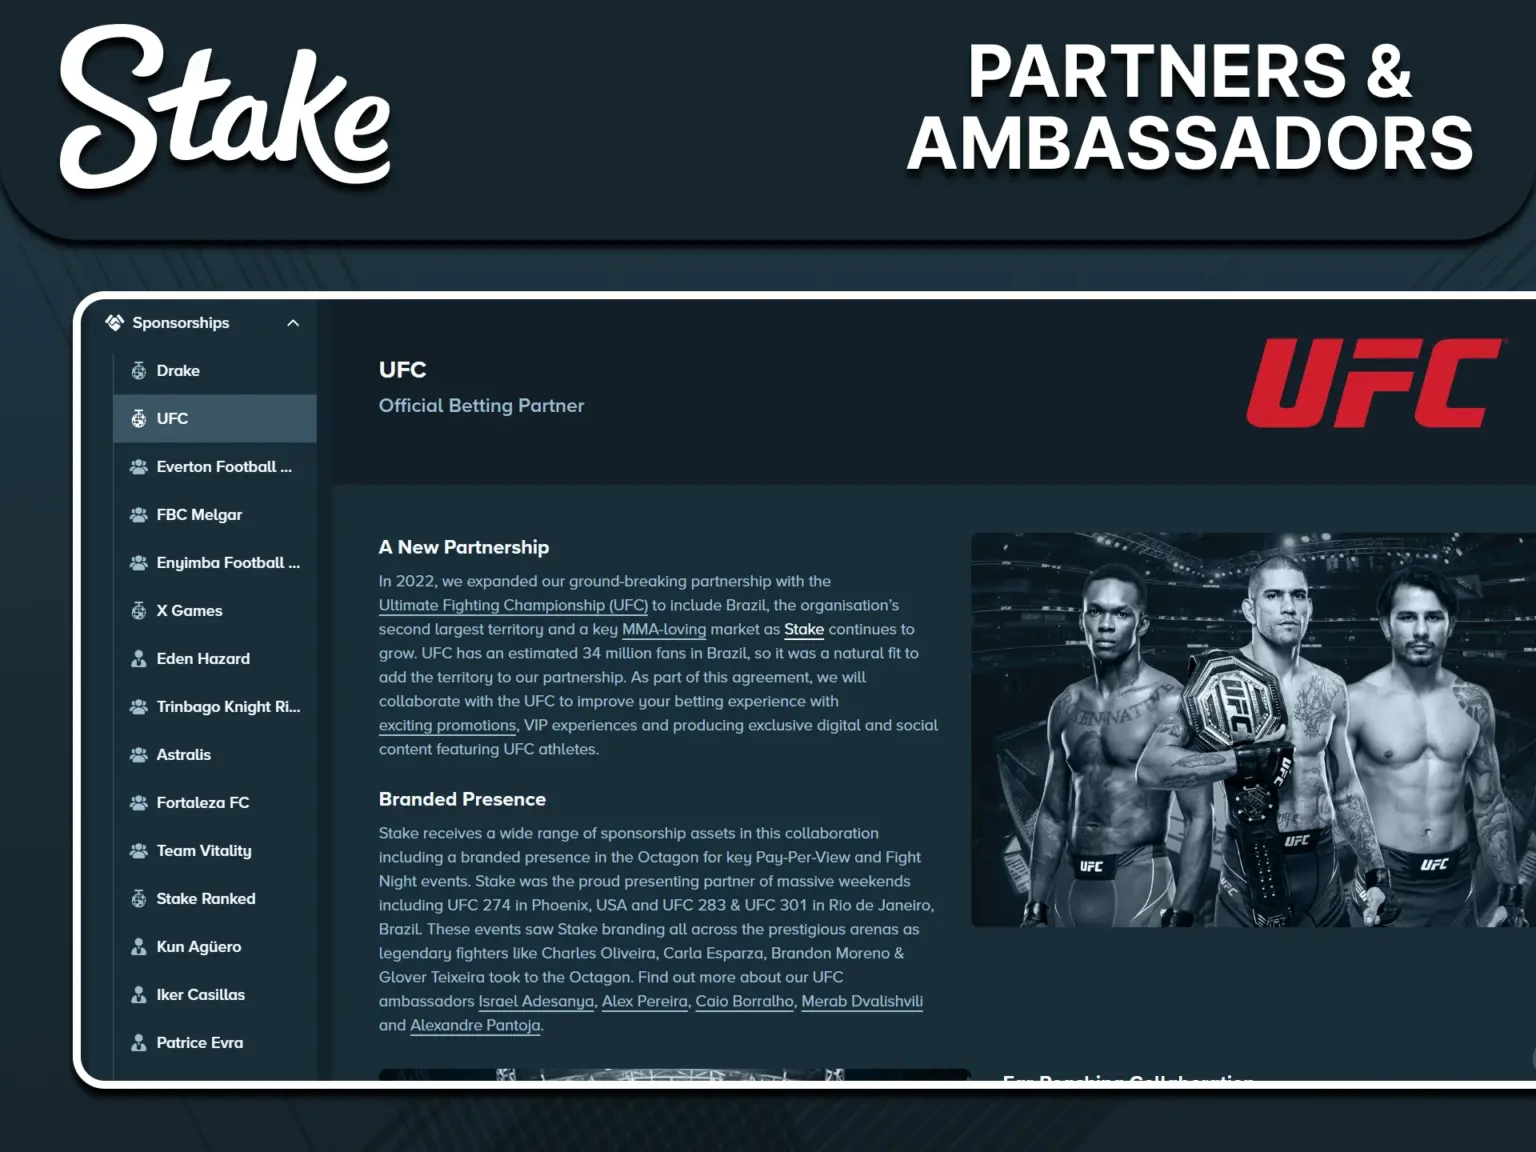 Stake
PARTNERS &
AMBASSADORS
Sponsorships
Drake
UFC
Everton Football ...
FBC Melgar
Enyimba Football ...
X Games
Eden Hazard
Trinbago Knight Ri...
Astralis
Fortaleza FC
Team Vitality
Stake Ranked
Kun Agüero
Iker Casillas
Patrice Evra
UFC
Official Betting Partner
UFC
A New Partnership
In 2022, we expanded our ground-breaking partnership with the
Ultimate Fighting Championship (UFC) to include Brazil, the organisation's
second largest territory and a key MMA-loving market as Stake continues to
grow. UFC has an estimated 34 million fans in Brazil, so it was a natural fit to
add the territory to our partnership. As part of this agreement, we will
collaborate with the UFC to improve your betting experience with
exciting promotions, VIP experiences and producing exclusive digital and social
content featuring UFC athletes.
Branded Presence
Stake receives a wide range of sponsorship assets in this collaboration
including a branded presence in the Octagon for key Pay-Per-View and Fight
Night events. Stake was the proud presenting partner of massive weekends
including UFC 274 in Phoenix, USA and UFC 283 & UFC 301 in Rio de Janeiro,
Brazil. These events saw Stake branding all across the prestigious arenas as
legendary fighters like Charles Oliveira, Carla Esparza, Brandon Moreno &
Glover Teixeira took to the Octagon. Find out more about our UFC
ambassadors Israel Adesanya, Alex Pereira, Caio Borralho, Merab Dvalishvili
and Alexandre Pantoja.
UFC
UFC
UFC
UFC
UFC
UFC
Far Reaching Collaboration